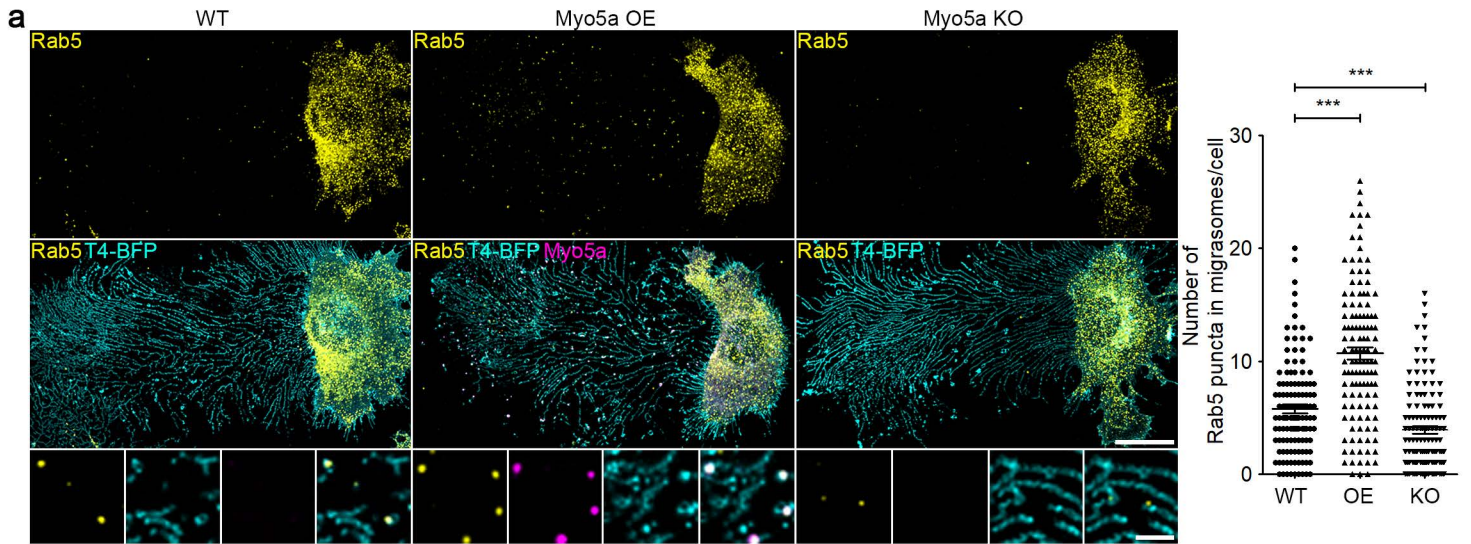 a
WT
Myo5a OE
Myo5a KO
Rab5
Rab5
Rab5
Rab5 T4-BFP
Rab5 T4-BFP Myo5a
Rab5 T4-BFP
***
***
Number of
Rab5 puncta in migrasomes/cell
30
20
10
0
WT OE KO